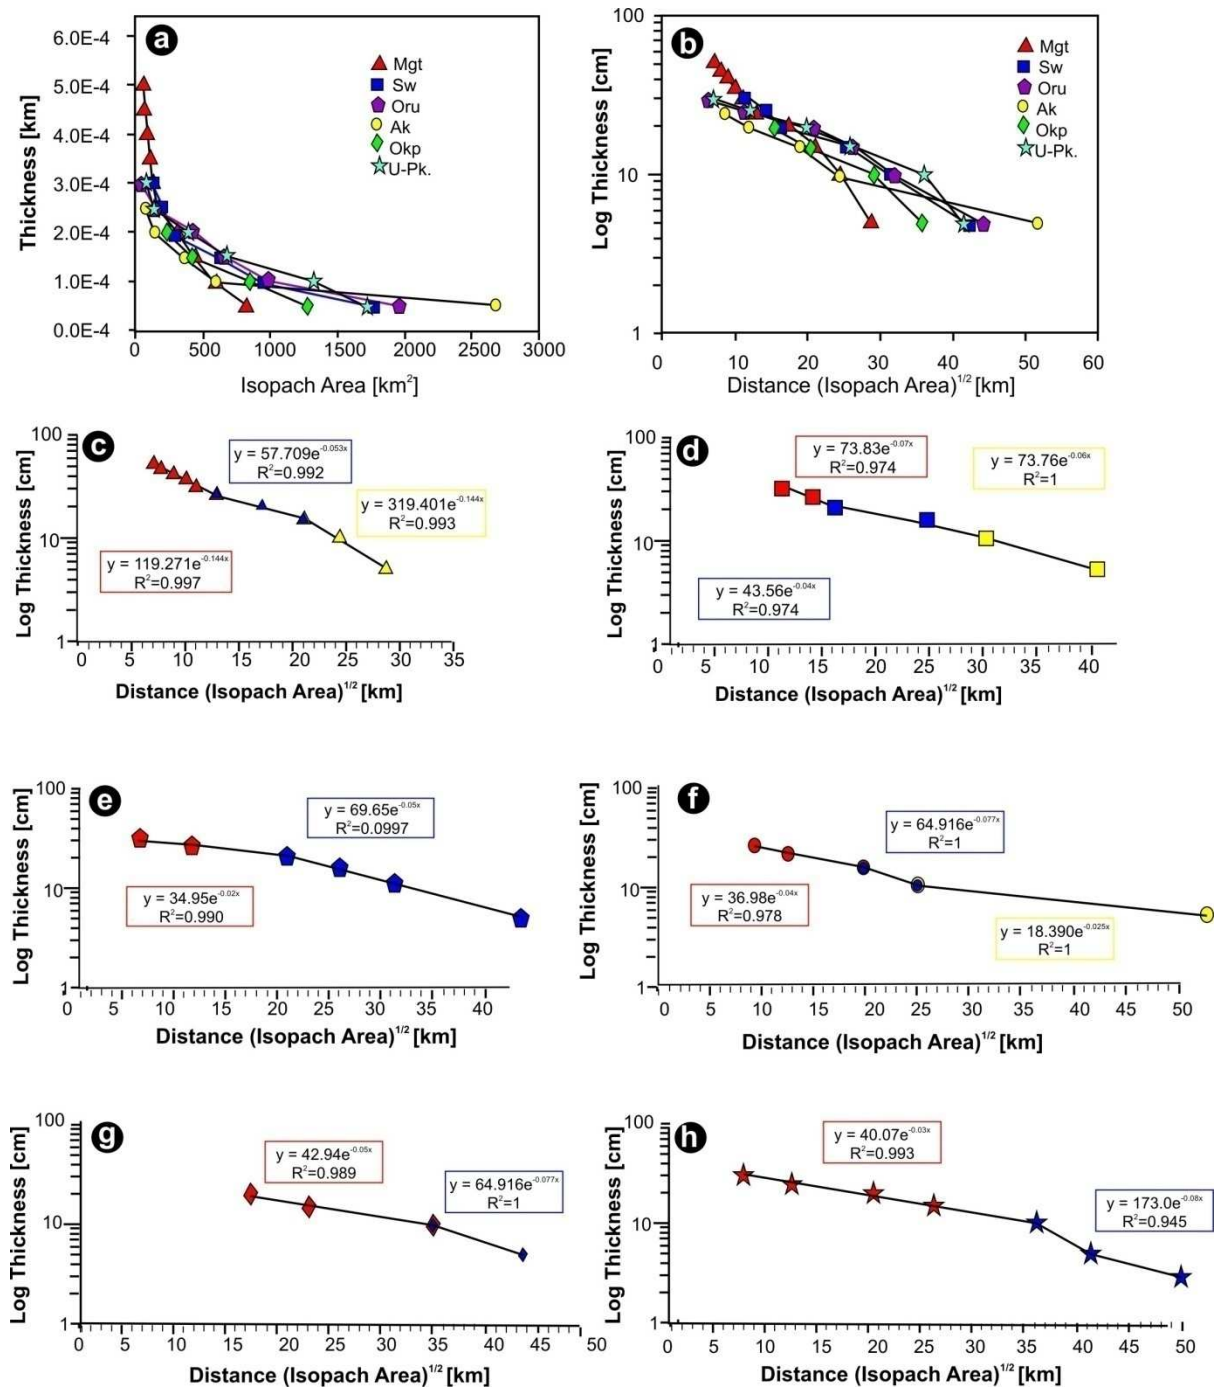 a
6.0E-4
5.0E-4
4.0E-4
3.0E-4
2.0E-4
1.0E-4
0.0E-4
Thickness [km]
Mgt
Sw
Oru
Ak
Okp
U-Pk.
0 500 1000 1500 2000 2500 3000
Isopach Area [km²]
b
100
10
1
Log Thickness [cm]
Mgt
Sw
Oru
Ak
Okp
U-Pk.
0 10 20 30 40 50 60
Distance (Isopach Area)^1/2 [km]
c
100
10
1
Log Thickness [cm]
y = 57.709e^-0.053x
R²=0.992
y = 319.401e^-0.144x
R²=0.993
y = 119.271e^-0.144x
R²=0.997
0 5 10 15 20 25 30 35
Distance (Isopach Area)^1/2 [km]
d
100
10
1
Log Thickness [cm]
y = 73.83e^-0.07x
R²=0.974
y = 73.76e^-0.06x
R²=1
y = 43.56e^-0.04x
R²=0.974
0 5 10 15 20 25 30 35 40
Distance (Isopach Area)^1/2 [km]
e
100
10
1
Log Thickness [cm]
y = 69.65e^-0.05x
R²=0.0997
y = 34.95e^-0.02x
R²=0.990
0 5 10 15 20 25 30 35 40
Distance (Isopach Area)^1/2 [km]
f
100
10
1
Log Thickness [cm]
y = 64.916e^-0.077x
R²=1
y = 36.98e^-0.04x
R²=0.978
y = 18.390e^-0.025x
R²=1
0 5 10 15 20 25 30 35 40 45 50
Distance (Isopach Area)^1/2 [km]
g
100
10
1
Log Thickness [cm]
y = 42.94e^-0.05x
R²=0.989
y = 64.916e^-0.077x
R²=1
0 5 10 15 20 23 30 35 43 45 50
Distance (Isopach Area)^1/2 [km]
h
100
10
1
Log Thickness [cm]
y = 40.07e^-0.03x
R²=0.993
y = 173.0e^-0.08x
R²=0.945
0 5 10 15 20 25 30 35 40 45 50
Distance (Isopach Area)^1/2 [km]